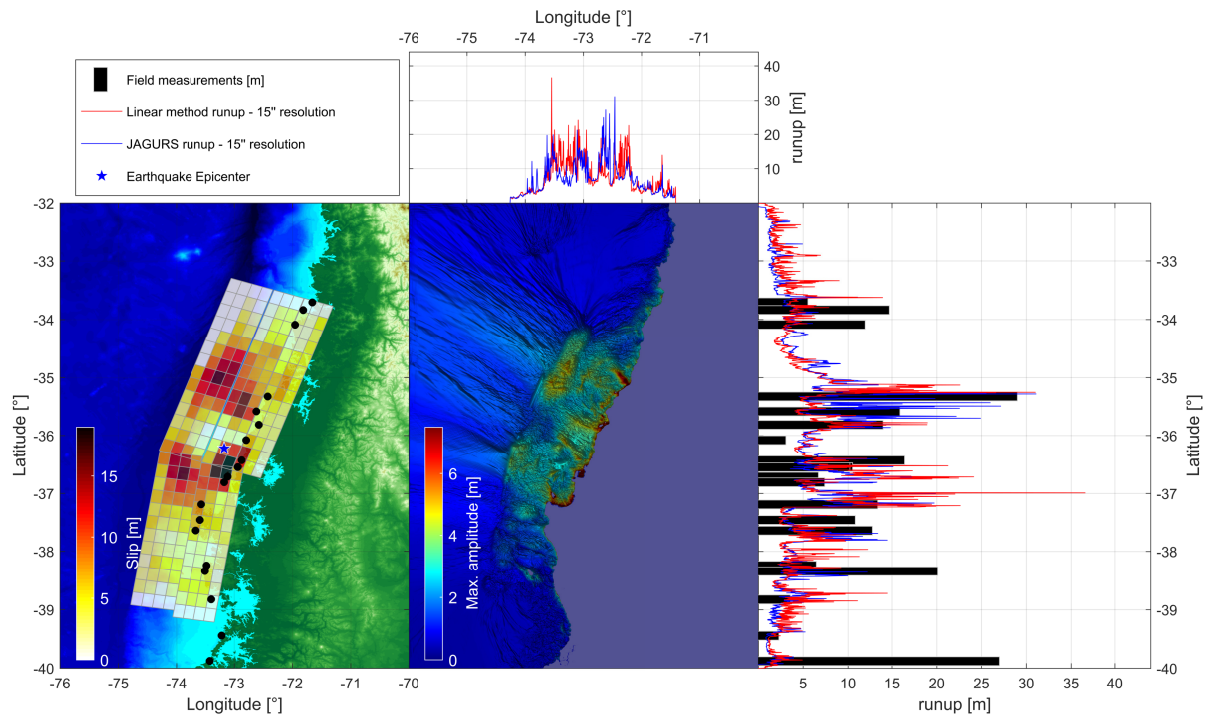 Longitude [°]
-76 -75 -74 -73 -72 -71
40
30
20
10
runup [m]
Field measurements [m]
Linear method runup - 15" resolution
JAGURS runup - 15" resolution
Earthquake Epicenter
-32
-33
-34
-35
-36
-37
-38
-39
-40
Latitude [°]
15
10
5
0
Slip [m]
6
4
2
0
Max. amplitude [m]
-33
-34
-35
-36
-37
-38
-39
-40
Latitude [°]
-76 -75 -74 -73 -72 -71 -70
Longitude [°]
5 10 15 20 25 30 35 40
runup [m]